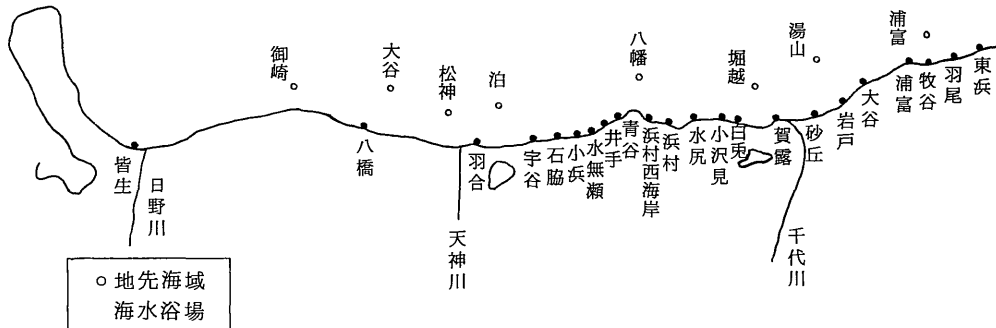 御崎
大谷
松神
泊
八幡
堀越
湯山
浦富
皆生
日野川
八橋
天神川
羽合
宇谷
石脇
小浜
水無瀬
井手
青谷
浜村西海岸
浜村
水尻
小沢見
白兎
賀露
千代川
砂丘
岩戸
大谷
浦富
牧谷
羽尾
東浜
○地先海域
海水浴場